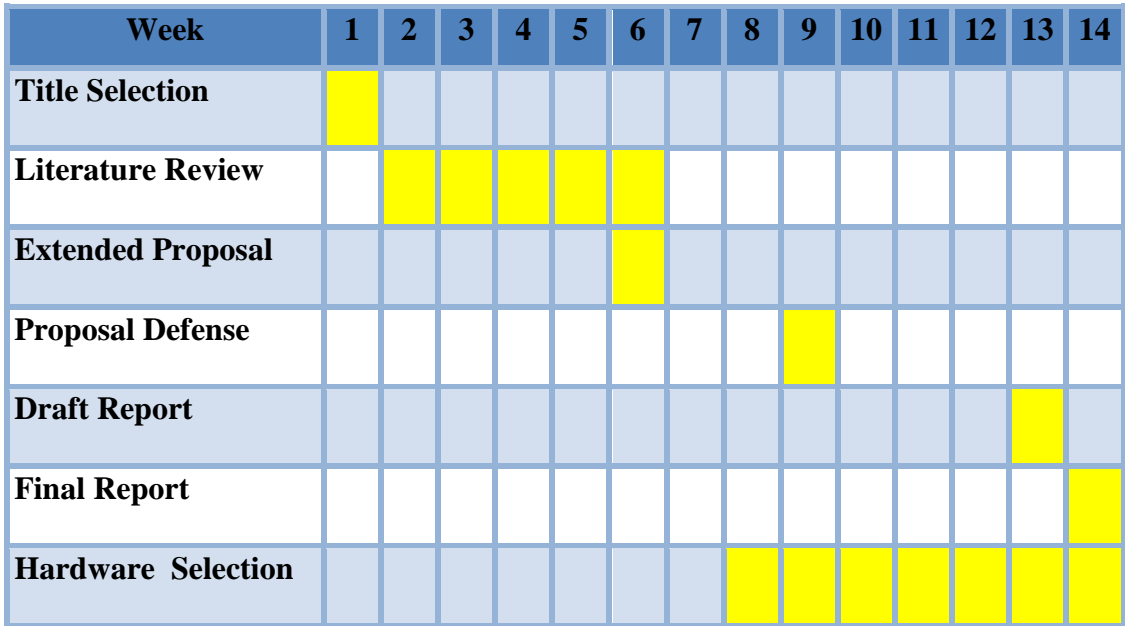 Week 1 2 3 4 5 6 7 8 9 10 11 12 13 14
Title Selection
Literature Review
Extended Proposal
Proposal Defense
Draft Report
Final Report
Hardware  Selection